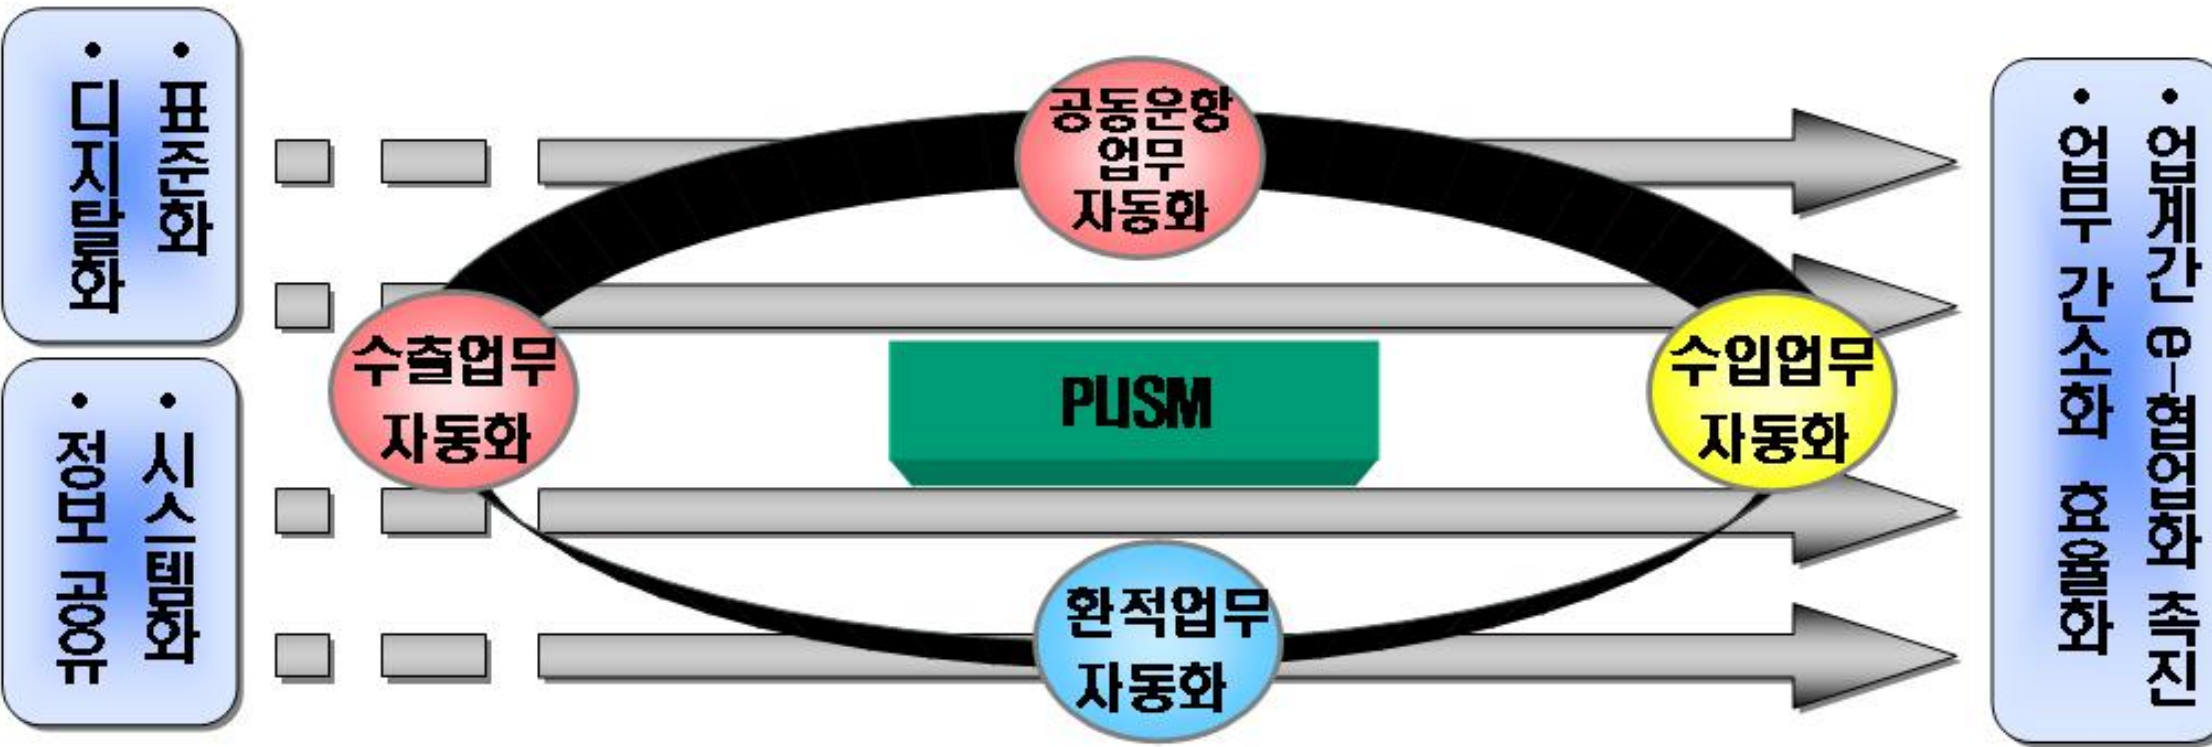 • 표준화
• 디지탈화
• 시스템화
• 정보 공유
공동운항
업무
자동화
수출업무
자동화
PLISM
수입업무
자동화
환적업무
자동화
• 업계간 e-협업화 촉진
• 업무 간소화 효율화